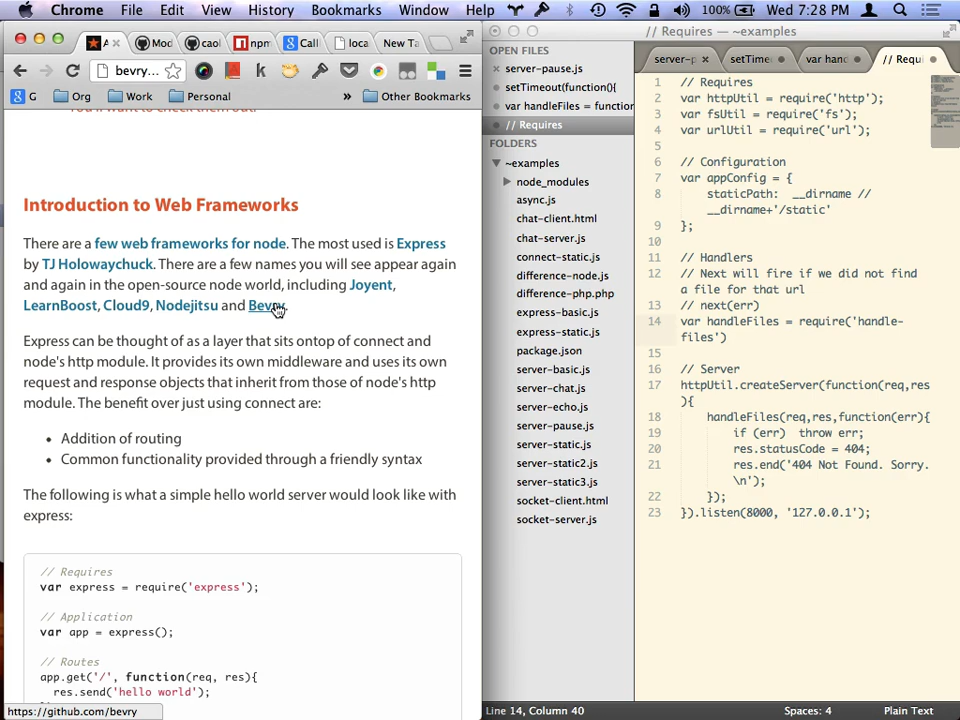 Chrome File Edit View History Bookmarks Window Help 100% Wed 7:28 PM
A Mod caol npm Call loca New Ta
bevry...
G Org Work Personal » Other Bookmarks
Introduction to Web Frameworks
There are a few web frameworks for node. The most used is Express
by TJ Holowaychuck. There are a few names you will see appear again
and again in the open-source node world, including Joyent,
LearnBoost, Cloud9, Nodejitsu and Bevry.
Express can be thought of as a layer that sits ontop of connect and
node's http module. It provides its own middleware and uses its own
request and response objects that inherit from those of node's http
module. The benefit over just using connect are:
• Addition of routing
• Common functionality provided through a friendly syntax
The following is what a simple hello world server would look like with
express:
// Requires
var express = require('express');
// Application
var app = express();
// Routes
app.get('/', function(req, res){
res.send('hello world');
https://github.com/bevry
// Requires — ~examples
OPEN FILES
server-pause.js
setTimeout(function(){
var handleFiles = function
// Requires
FOLDERS
~examples
node_modules
async.js
chat-client.html
chat-server.js
connect-static.js
difference-node.js
difference-php.php
express-basic.js
express-static.js
package.json
server-basic.js
server-chat.js
server-echo.js
server-pause.js
server-static.js
server-static2.js
server-static3.js
socket-client.html
socket-server.js
server-p setTime var hand // Requi
1 // Requires
2 var httpUtil = require('http');
3 var fsUtil = require('fs');
4 var urlUtil = require('url');
5
6 // Configuration
7 var appConfig = {
8 staticPath: __dirname //
__dirname+'/static'
9 };
10
11 // Handlers
12 // Next will fire if we did not find
a file for that url
13 // next(err)
14 var handleFiles = require('handle-
files')
15
16 // Server
17 httpUtil.createServer(function(req,res
){
18 handleFiles(req,res,function(err){
19 if (err) throw err;
20 res.statusCode = 404;
21 res.end('404 Not Found. Sorry.
\n');
22 });
23 }).listen(8000, '127.0.0.1');
Line 14, Column 40 Spaces: 4 Plain Text